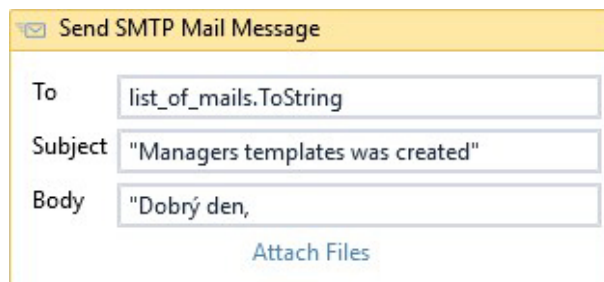 Send SMTP Mail Message
To
list_of_mails.ToString
Subject
"Managers templates was created"
Body
"Dobrý den,
Attach Files